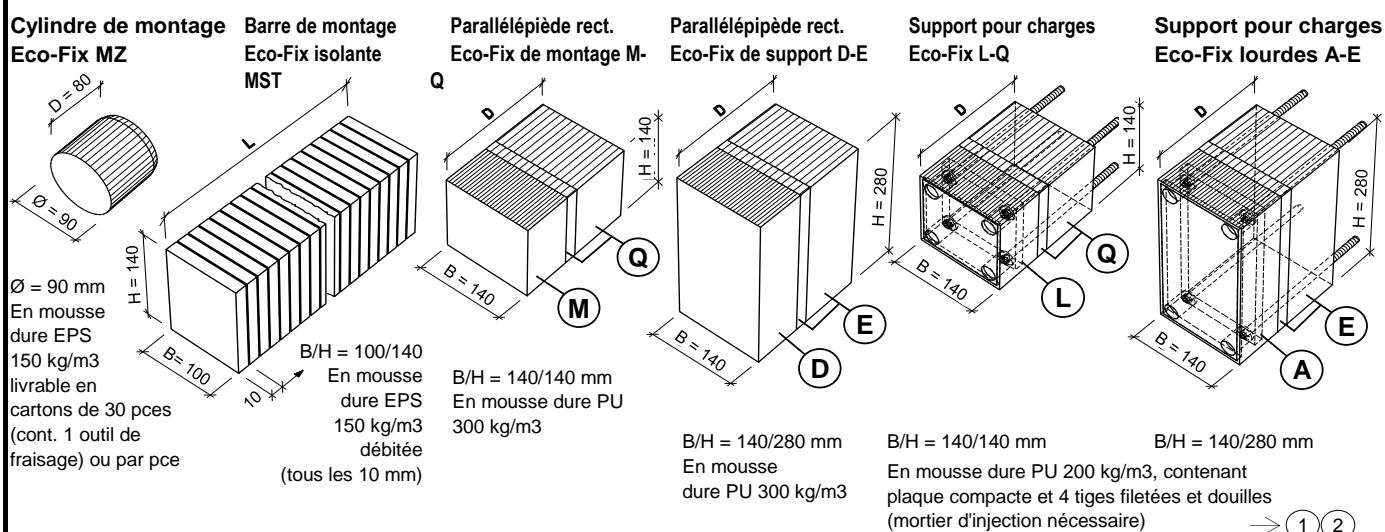 Cylindre de montage
Eco-Fix MZ
D = 80
Ø = 90
Ø = 90 mm
En mousse
dure EPS
150 kg/m3
livrable en
cartons de 30 pces
(cont. 1 outil de
fraisage) ou par pce
Barre de montage
Eco-Fix isolante
MST
L
H = 140
B= 100
10
B/H = 100/140
En mousse
dure EPS
150 kg/m3
débitée
(tous les 10 mm)
Parallélépiède rect.
Eco-Fix de montage M-
Q
D
H = 140
B = 140
Q
M
B/H = 140/140 mm
En mousse dure PU
300 kg/m3
Parallélépipède rect.
Eco-Fix de support D-E
D
H = 280
B = 140
E
D
B/H = 140/280 mm
En mousse
dure PU 300 kg/m3
Support pour charges
Eco-Fix L-Q
D
H = 140
B = 140
Q
L
B/H = 140/140 mm
Support pour charges
Eco-Fix lourdes A-E
D
H = 280
B = 140
E
A
B/H = 140/280 mm
En mousse dure PU 200 kg/m3, contenant
plaque compacte et 4 tiges filetées et douilles
(mortier d'injection nécessaire)
1 2